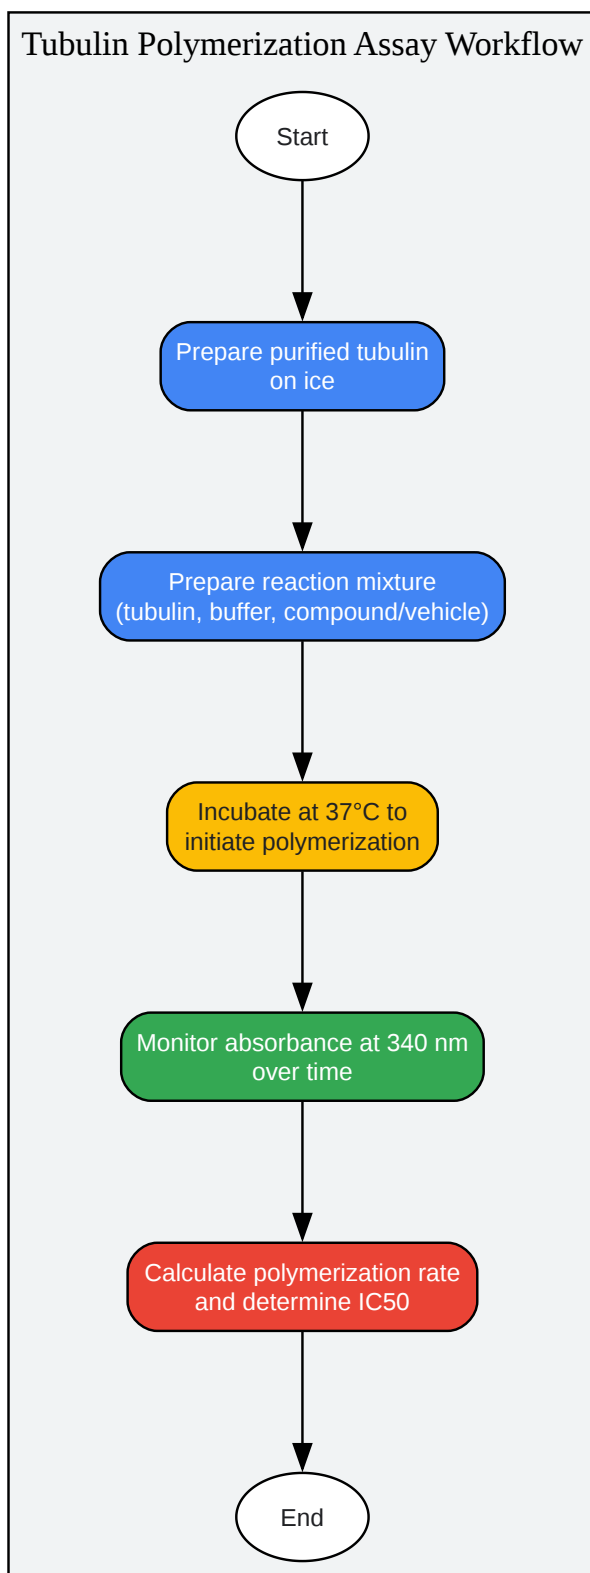 Tubulin Polymerization Assay Workflow
Start
Prepare purified tubulin
on ice
Prepare reaction mixture
(tubulin, buffer, compound/vehicle)
Incubate at 37°C to
initiate polymerization
Monitor absorbance at 340 nm
over time
Calculate polymerization rate
and determine IC50
End